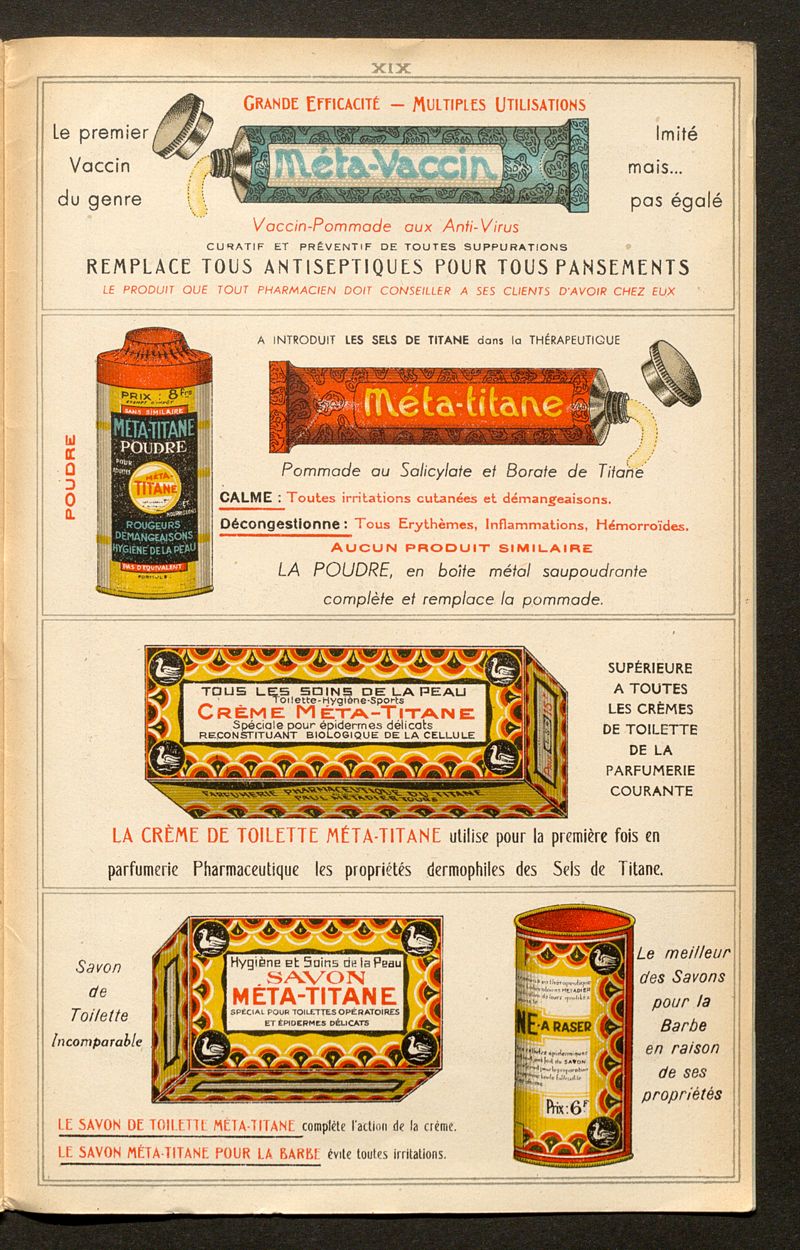 XIX
GRANDE EFFICACITÉ — MULTIPLES UTILISATIONS
Le premier
Vaccin
du genre
Méta-Vaccin
Imité
mais...
pas égalé
Vaccin-Pommade aux Anti-Virus
CURATIF ET PRÉVENTIF DE TOUTES SUPPURATIONS
REMPLACE TOUS ANTISEPTIQUES POUR TOUS PANSEMENTS
LE PRODUIT QUE TOUT PHARMACIEN DOIT CONSEILLER A SES CLIENTS D'AVOIR CHEZ EUX
A INTRODUIT LES SELS DE TITANE dans la THÉRAPEUTIQUE
Méta-titane
POUDRE
PRIX : 8 Frs
SANS SIMILAIRE
MÉTA-TITANE
POUDRE
POUR
MÉTA-
TITANE
ET
ROUGEURS
DÉMANGEAISONS
HYGIÈNE DE LA PEAU
PAS D'ÉQUIVALENT
Pommade au Salicylate et Borate de Titane
CALME : Toutes irritations cutanées et démangeaisons.
Décongestionne : Tous Erythèmes, Inflammations, Hémorroïdes.
AUCUN PRODUIT SIMILAIRE
LA POUDRE, en boîte métal saupoudrante
complète et remplace la pommade.
TOUS LES SOINS DE LA PEAU
Toilette-Hygiène-Sports
CRÈME MÉTA-TITANE
Spéciale pour épidermes délicats
RECONSTITUANT BIOLOGIQUE DE LA CELLULE
PARFUMERIE PHARMACEUTIQUE DU TITANE
PAUL MÉTADIER TOURS
SUPÉRIEURE
A TOUTES
LES CRÈMES
DE TOILETTE
DE LA
PARFUMERIE
COURANTE
LA CRÈME DE TOILETTE MÉTA-TITANE utilise pour la première fois en
parfumerie Pharmaceutique les propriétés dermophiles des Sels de Titane.
Savon
de
Toilette
Incomparable
Hygiène et Soins de la Peau
SAVON
MÉTA-TITANE
SPÉCIAL POUR TOILETTES OPÉRATOIRES
ET ÉPIDERMES DÉLICATS
NE - A RASER
Prix : 6F
Le meilleur
des Savons
pour la
Barbe
en raison
de ses
propriétés
LE SAVON DE TOILETTE MÉTA-TITANE complète l'action de la crème.
LE SAVON MÉTA-TITANE POUR LA BARBE évite toutes irritations.